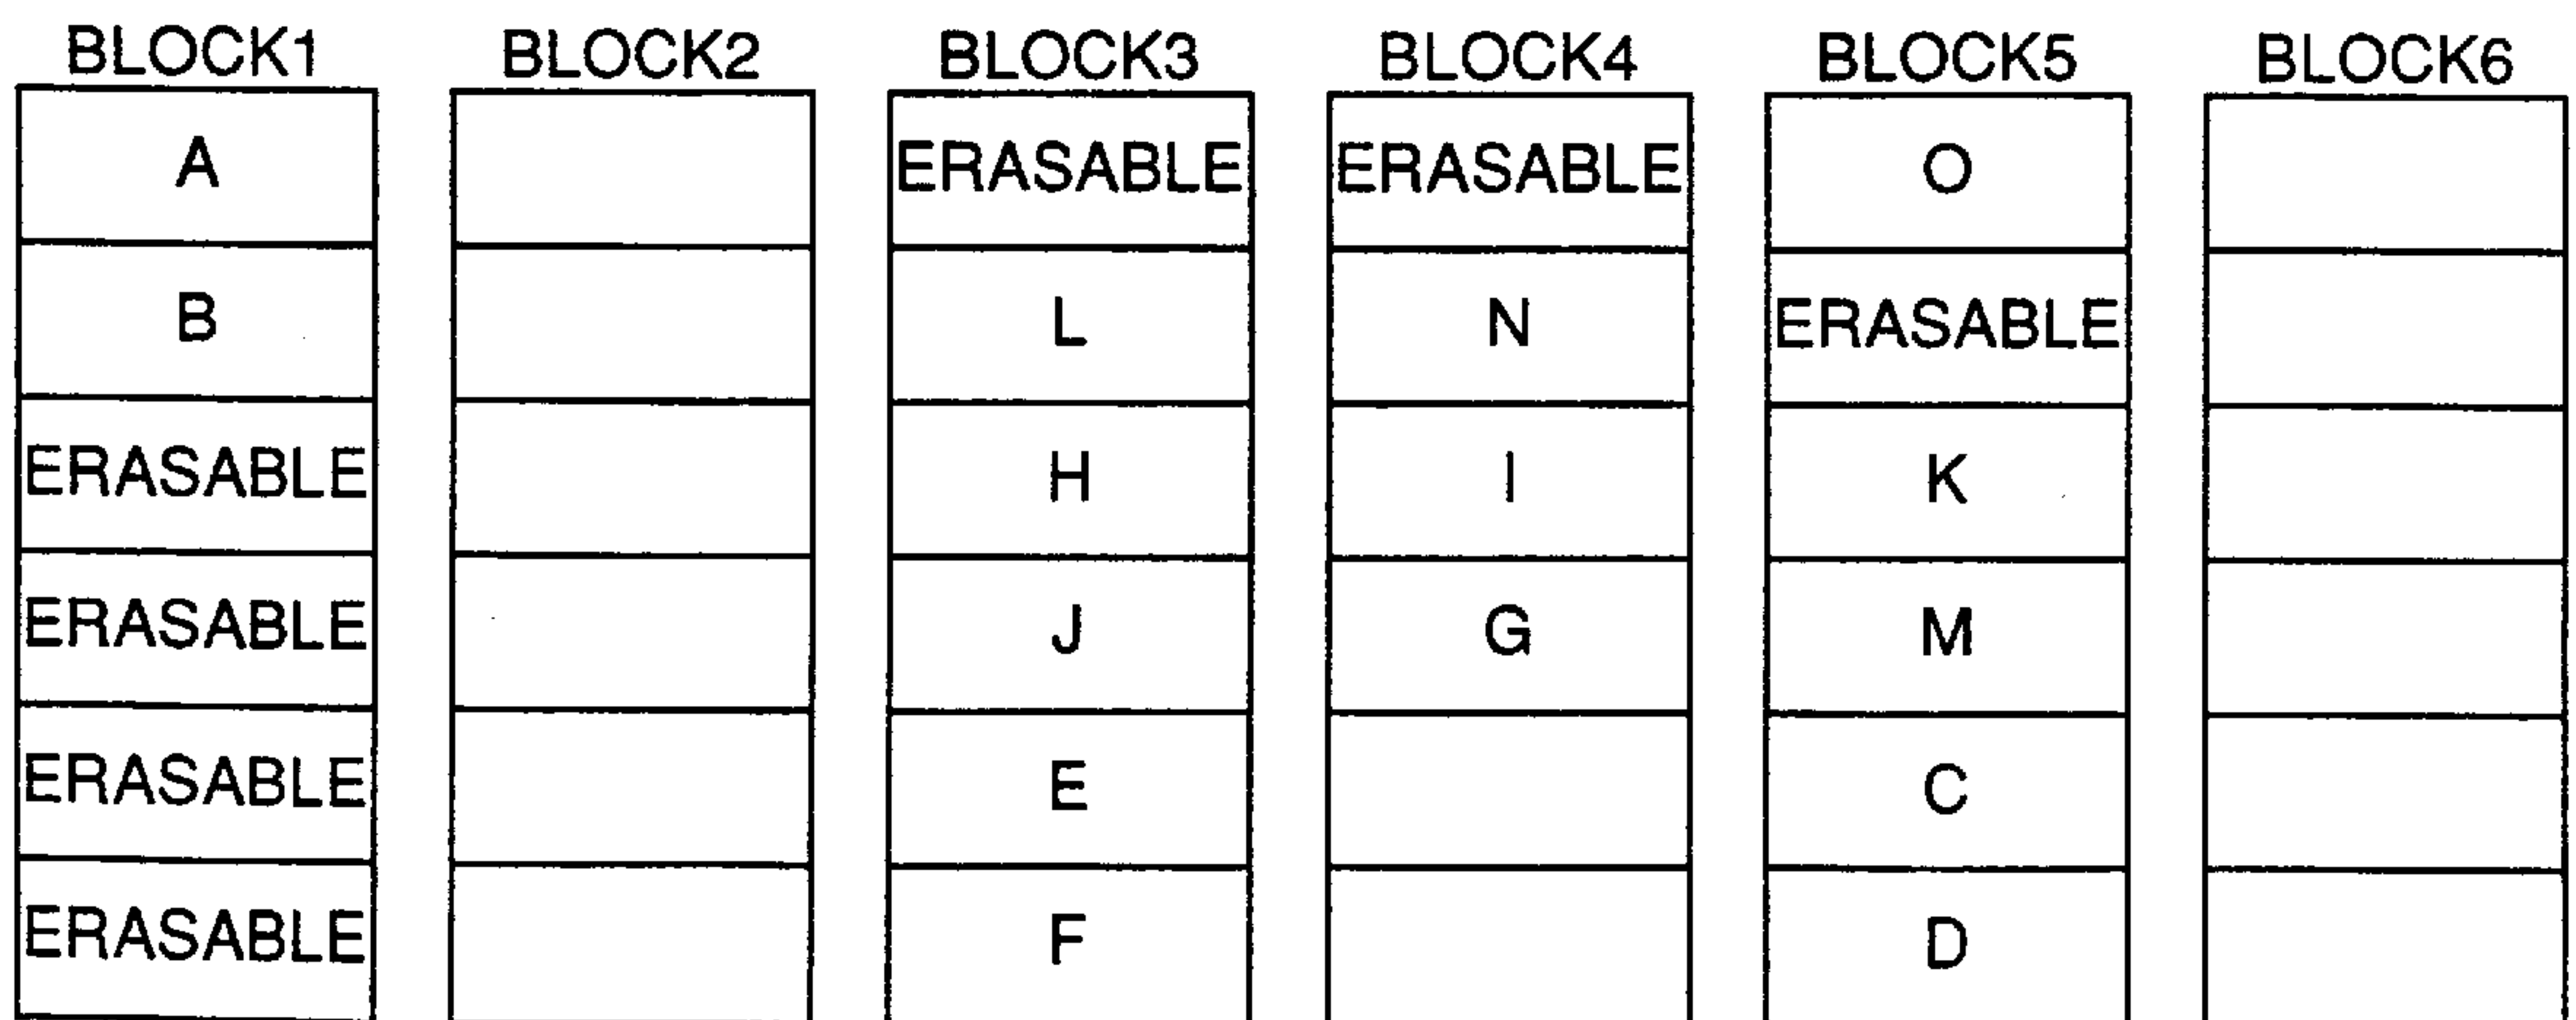 BLOCK1 BLOCK2 BLOCK3 BLOCK4 BLOCK5 BLOCK6
A ERASABLE ERASABLE O
B L N ERASABLE
ERASABLE H I K
ERASABLE J G M
ERASABLE E C
ERASABLE F D